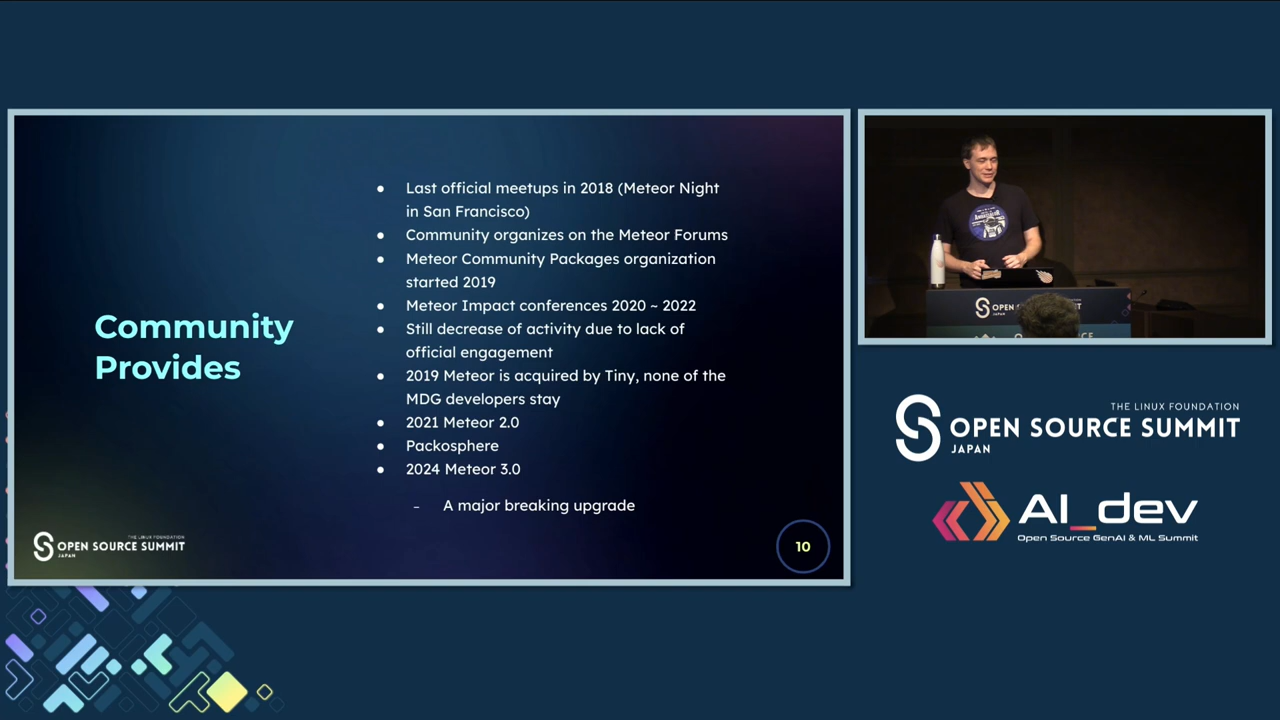 Community
Provides
● Last official meetups in 2018 (Meteor Night
in San Francisco)
● Community organizes on the Meteor Forums
● Meteor Community Packages organization
started 2019
● Meteor Impact conferences 2020 ~ 2022
● Still decrease of activity due to lack of
official engagement
● 2019 Meteor is acquired by Tiny, none of the
MDG developers stay
● 2021 Meteor 2.0
● Packosphere
● 2024 Meteor 3.0
– A major breaking upgrade
THE LINUX FOUNDATION
OPEN SOURCE SUMMIT
JAPAN
10
OPEN SOUR
JAPAN
THE LINUX FOUNDATION
OPEN SOURCE SUMMIT
JAPAN
AI_dev
Open Source GenAI & ML Summit